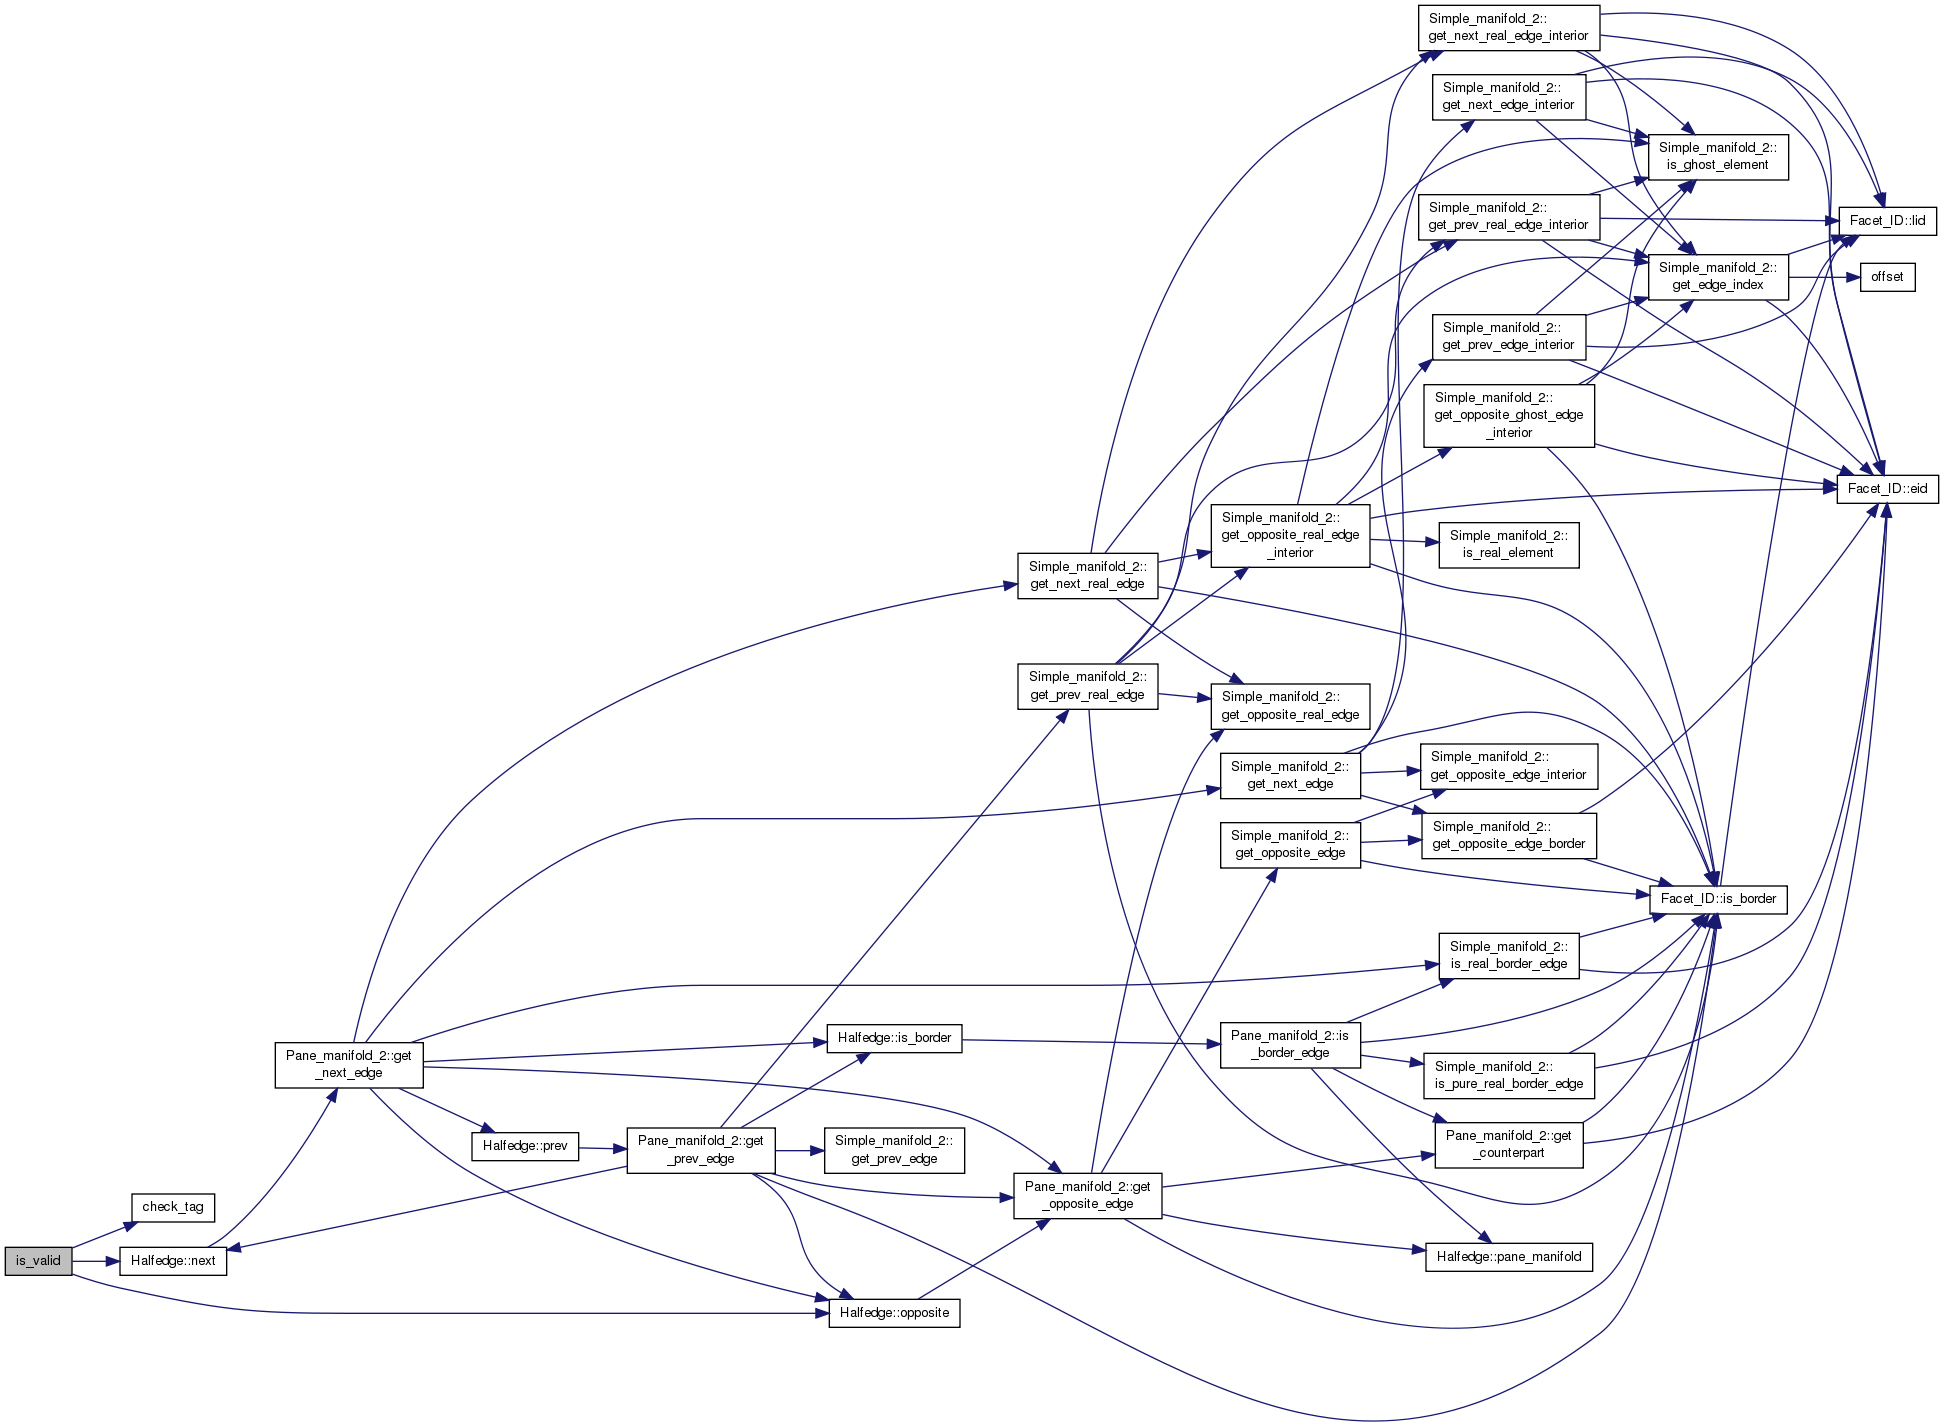 Simple_manifold_2::
get_next_real_edge_interior
Simple_manifold_2::
get_next_edge_interior
Simple_manifold_2::
is_ghost_element
Simple_manifold_2::
get_prev_real_edge_interior
Facet_ID::lid
Simple_manifold_2::
get_edge_index
offset
Simple_manifold_2::
get_prev_edge_interior
Simple_manifold_2::
get_opposite_ghost_edge
_interior
Facet_ID::eid
Simple_manifold_2::
get_opposite_real_edge
_interior
Simple_manifold_2::
is_real_element
Simple_manifold_2::
get_next_real_edge
Simple_manifold_2::
get_prev_real_edge
Simple_manifold_2::
get_opposite_real_edge
Simple_manifold_2::
get_next_edge
Simple_manifold_2::
get_opposite_edge_interior
Simple_manifold_2::
get_opposite_edge
Simple_manifold_2::
get_opposite_edge_border
Facet_ID::is_border
Simple_manifold_2::
is_real_border_edge
Pane_manifold_2::get
_next_edge
Halfedge::is_border
Pane_manifold_2::is
_border_edge
Simple_manifold_2::
is_pure_real_border_edge
Halfedge::prev
Pane_manifold_2::get
_prev_edge
Simple_manifold_2::
get_prev_edge
Pane_manifold_2::get
_counterpart
Pane_manifold_2::get
_opposite_edge
check_tag
is_valid
Halfedge::next
Halfedge::pane_manifold
Halfedge::opposite